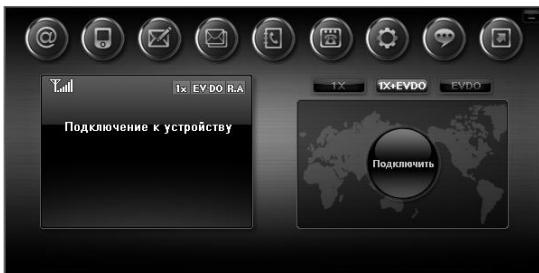 1x EV-DO R.A
Подключение к устройству
1X 1X+EVDO EVDO
Подключить